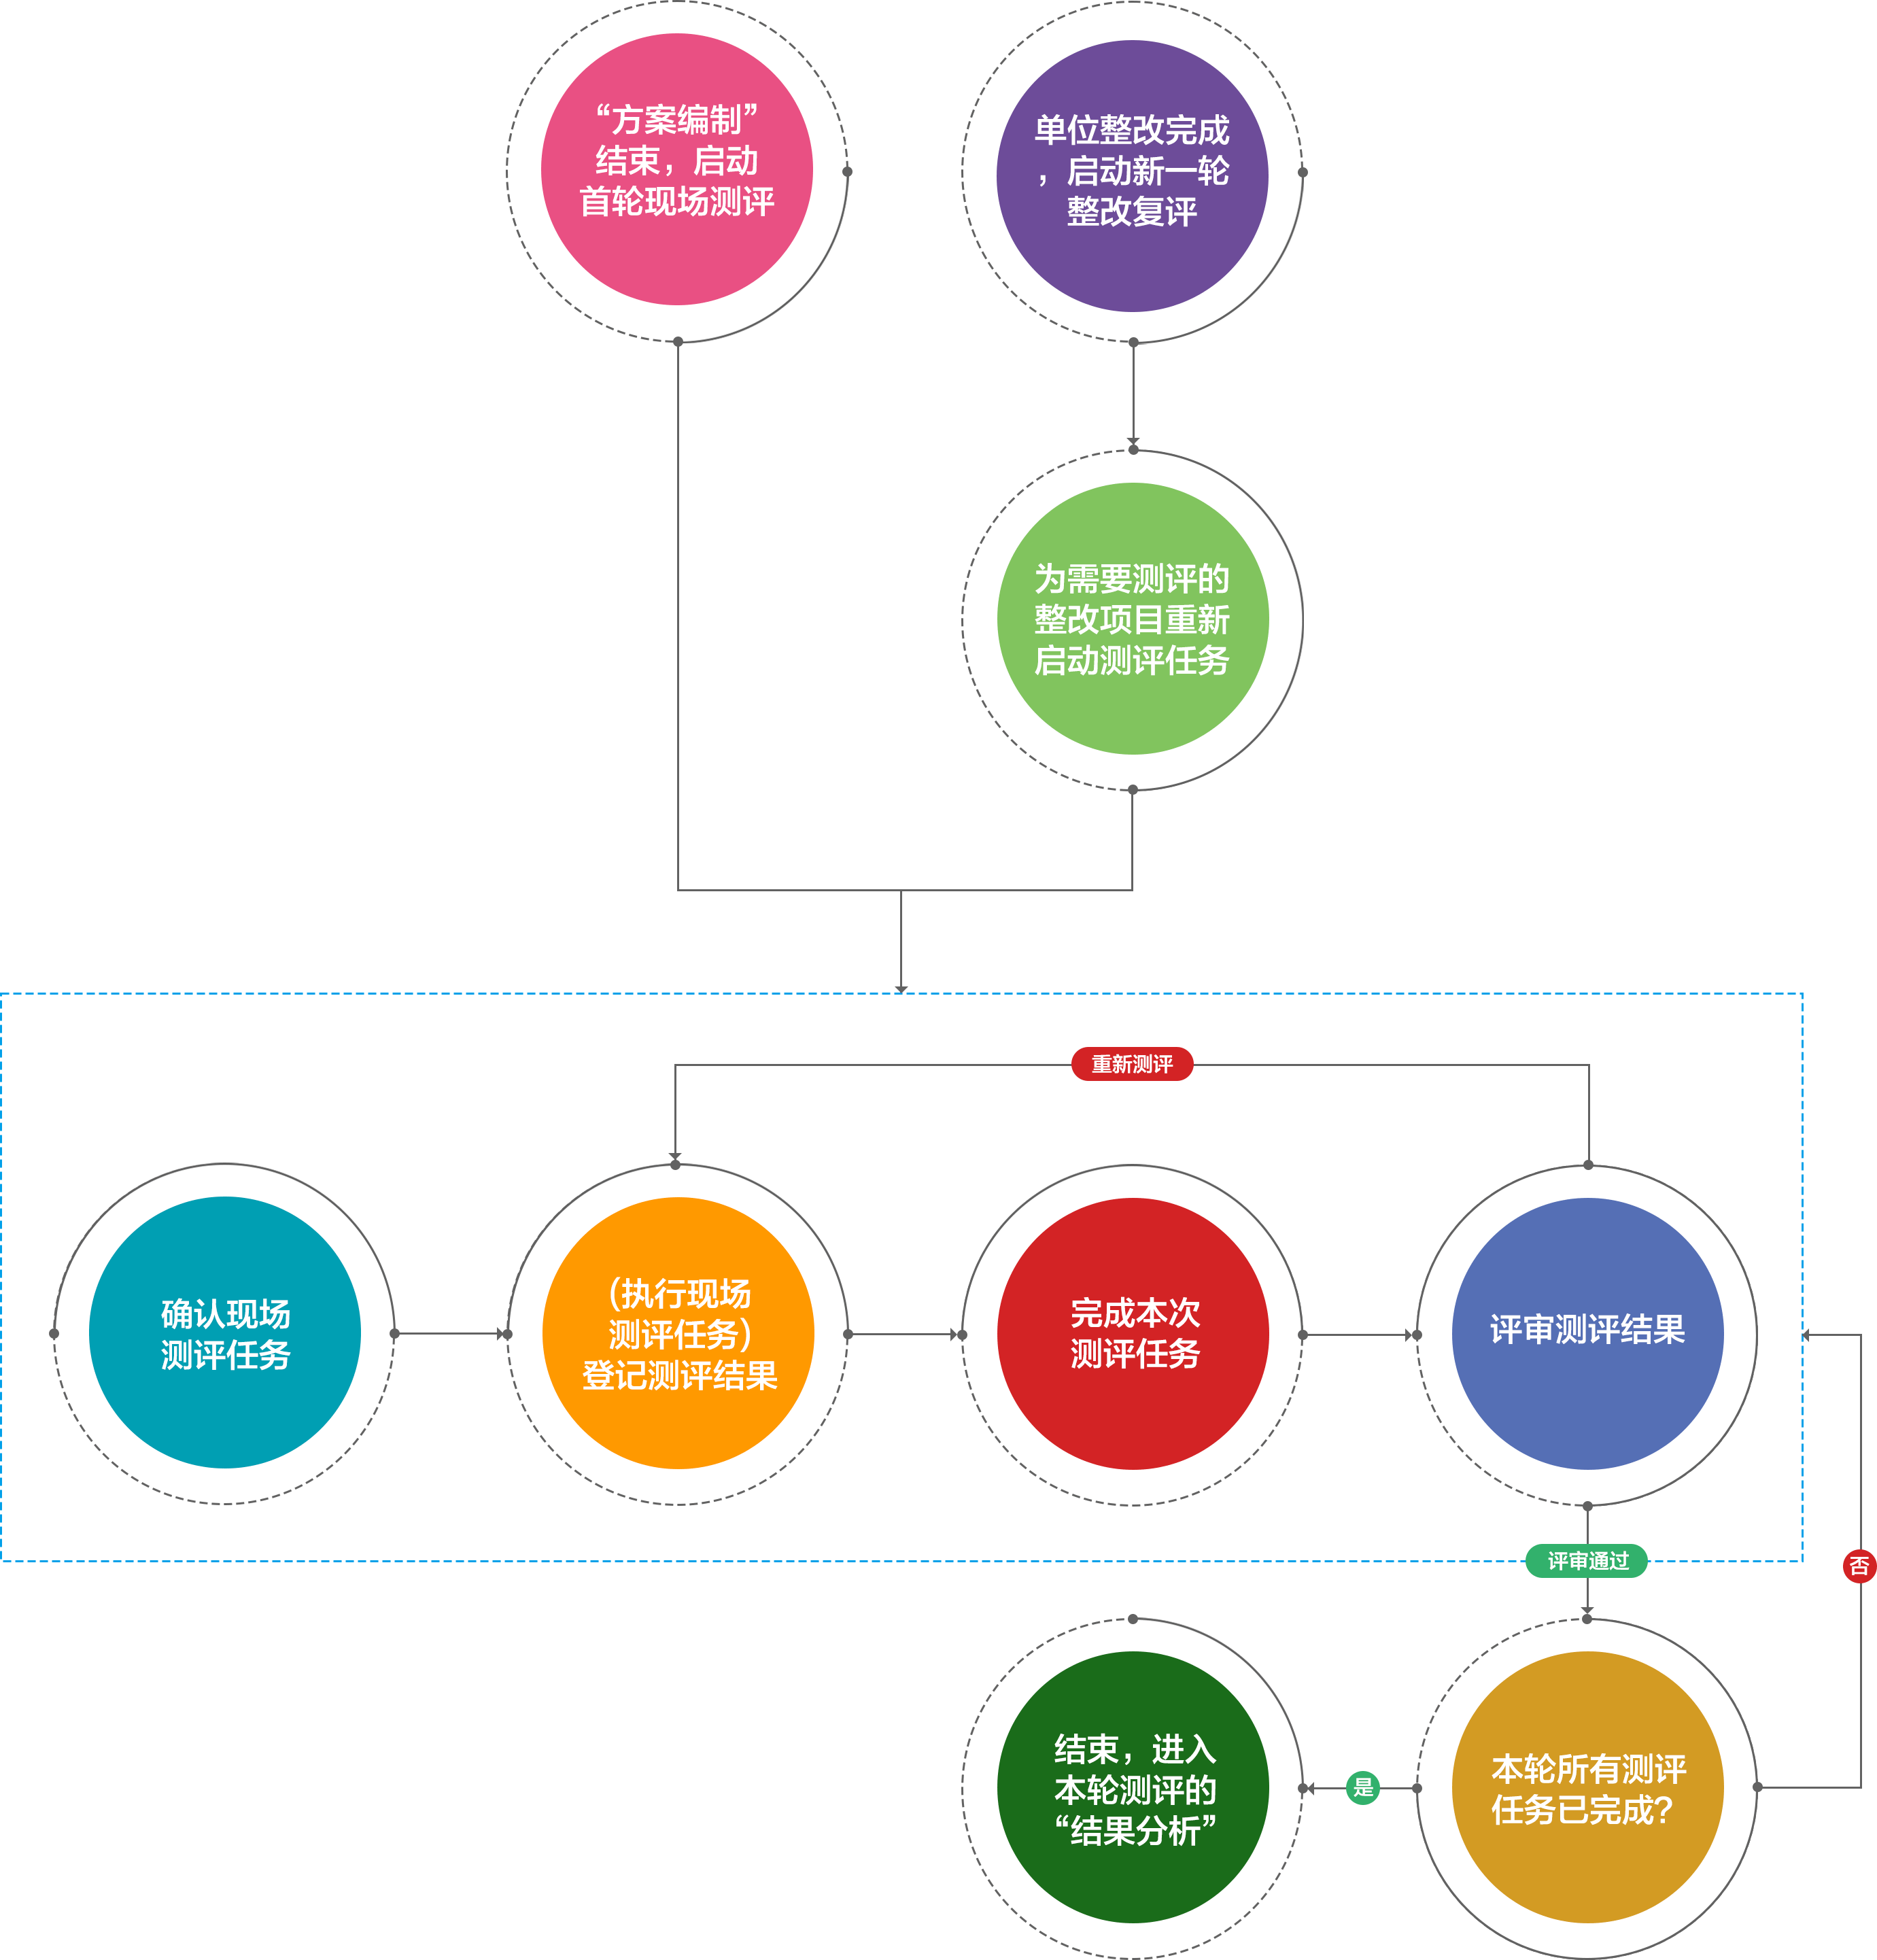 “方案编制”
结束，启动
首轮现场测评
单位整改完成
，启动新一轮
整改复评
为需要测评的
整改项目重新
启动测评任务
重新测评
确认现场
测评任务
(执行现场
测评任务)
登记测评结果
完成本次
测评任务
评审测评结果
评审通过
否
结束，进入
本轮测评的
“结果分析”
是
本轮所有测评
任务已完成？